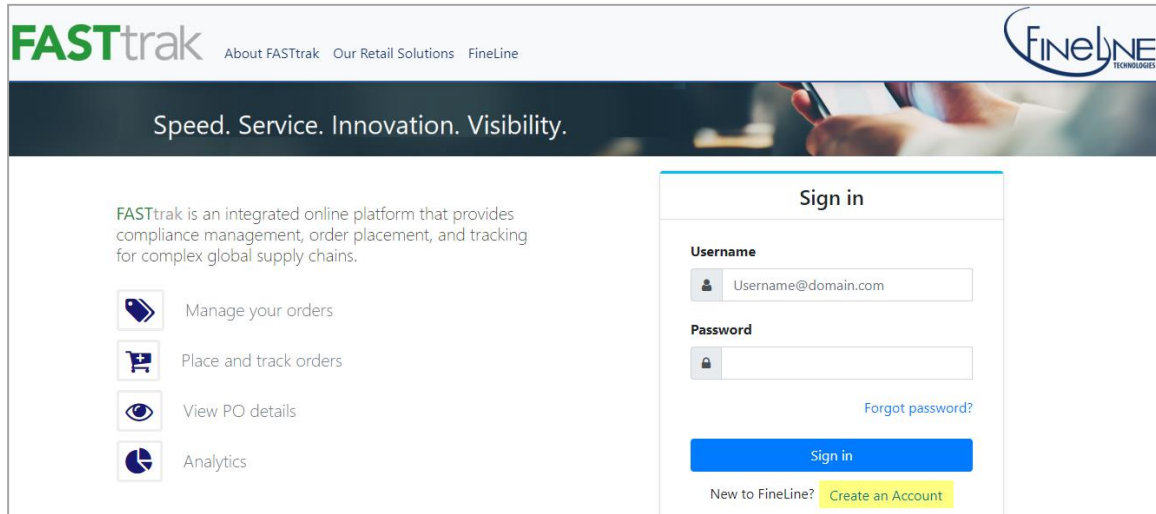 FASTtrak About FASTtrak Our Retail Solutions FineLine
FINELINE
TECHNOLOGIES
Speed. Service. Innovation. Visibility.
FASTtrak is an integrated online platform that provides
compliance management, order placement, and tracking
for complex global supply chains.
Manage your orders
Place and track orders
View PO details
Analytics
Sign in
Username
Username@domain.com
Password
Forgot password?
Sign in
New to FineLine? Create an Account